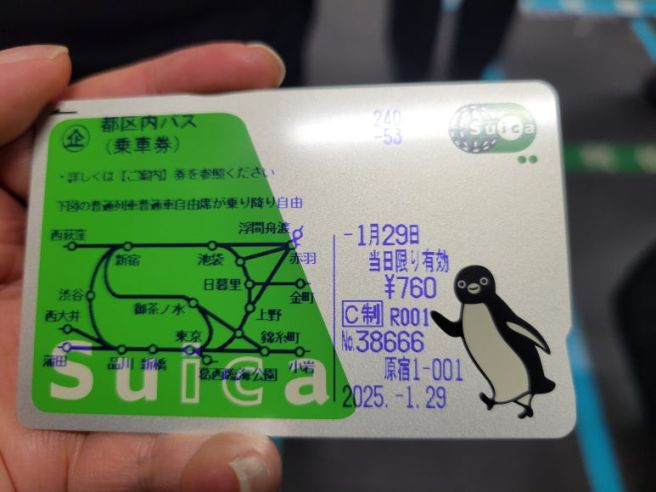 企 都区内パス
(乗車券)
・詳しくは【ご案内】券を参照ください
下図の普通列車普通車自由席が乗り降り自由
240
-53
Suica
西荻窪
新宿
池袋
浮間舟渡
赤羽
日暮里
金町
渋谷
御茶ノ水
上野
西大井
東京
錦糸町
蒲田
品川
新橋
葛西臨海公園
小岩
Suica
-1月29日
当日限り有効
¥760
C制 R001
No.38666
原宿1-001
2025.-1.29